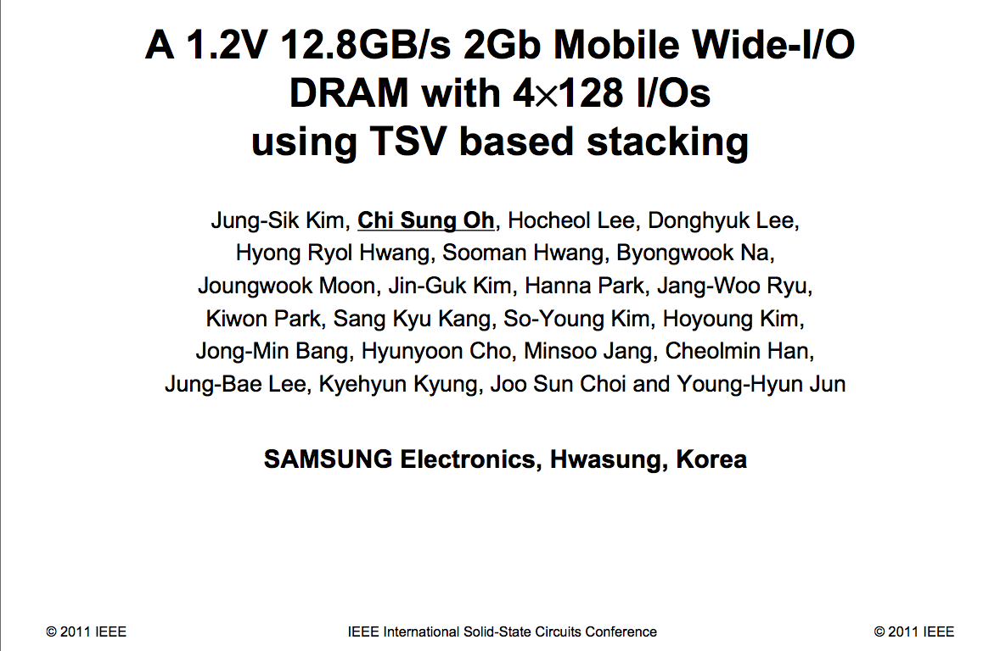 A 1.2V 12.8GB/s 2Gb Mobile Wide-I/O
DRAM with 4×128 I/Os
using TSV based stacking
Jung-Sik Kim, Chi Sung Oh, Hocheol Lee, Donghyuk Lee,
Hyong Ryol Hwang, Sooman Hwang, Byongwook Na,
Joungwook Moon, Jin-Guk Kim, Hanna Park, Jang-Woo Ryu,
Kiwon Park, Sang Kyu Kang, So-Young Kim, Hoyoung Kim,
Jong-Min Bang, Hyunyoon Cho, Minsoo Jang, Cheolmin Han,
Jung-Bae Lee, Kyehyun Kyung, Joo Sun Choi and Young-Hyun Jun
SAMSUNG Electronics, Hwasung, Korea
© 2011 IEEE
IEEE International Solid-State Circuits Conference
© 2011 IEEE